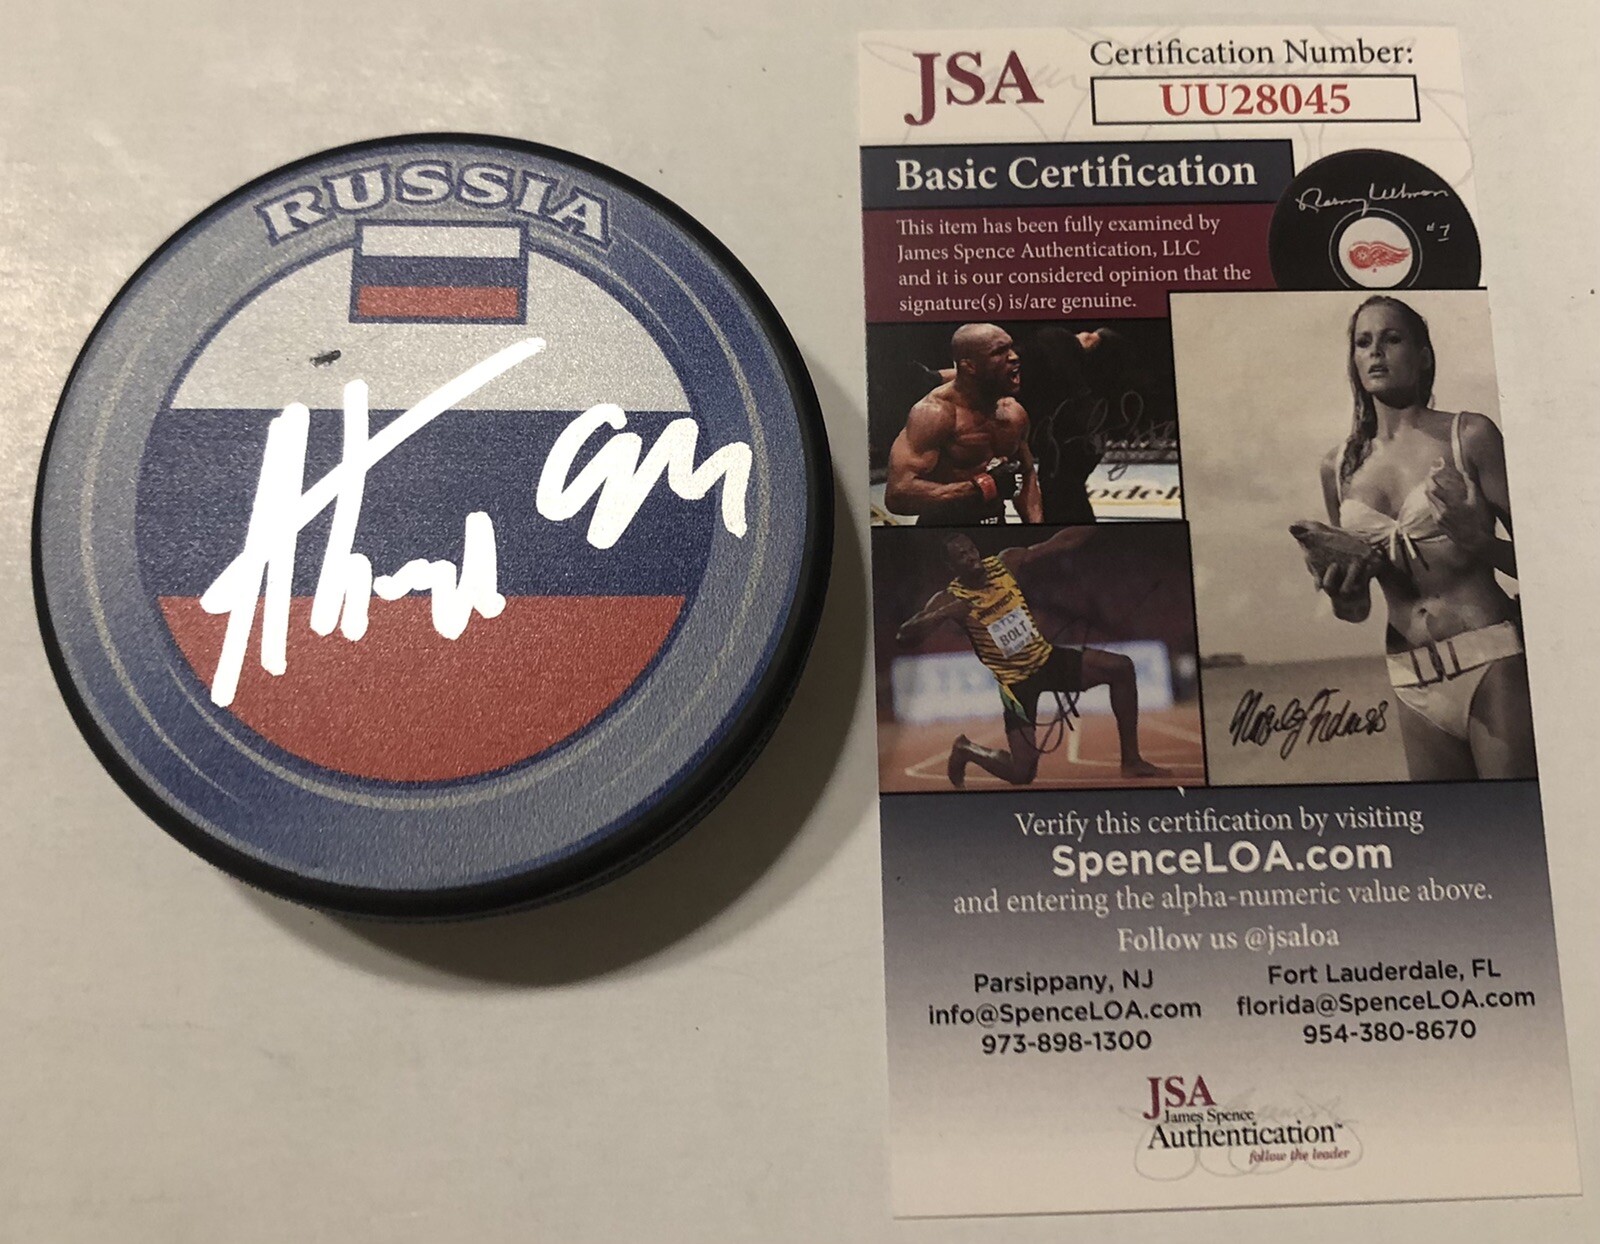 RUSSIA
JSA
Certification Number:
UU28045
Basic Certification
This item has been fully examined by
James Spence Authentication, LLC
and it is our considered opinion that the
signature(s) is/are genuine.
#7
BOLT
Verify this certification by visiting
SpenceLOA.com
and entering the alpha-numeric value above.
Follow us @jsaloa
Parsippany, NJ
info@SpenceLOA.com
973-898-1300
Fort Lauderdale, FL
florida@SpenceLOA.com
954-380-8670
JSA
James Spence
Authentication™
follow the leader